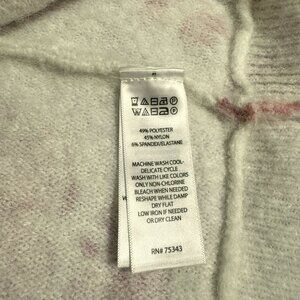 49% POLYESTER
45% NYLON
6% SPANDEX/ELASTANE
MACHINE WASH COOL-
DELICATE CYCLE
WASH WITH LIKE COLORS
ONLY NON-CHLORINE
BLEACH WHEN NEEDED
RESHAPE WHILE DAMP
DRY FLAT
LOW IRON IF NEEDED
OR DRY CLEAN
RN# 75343